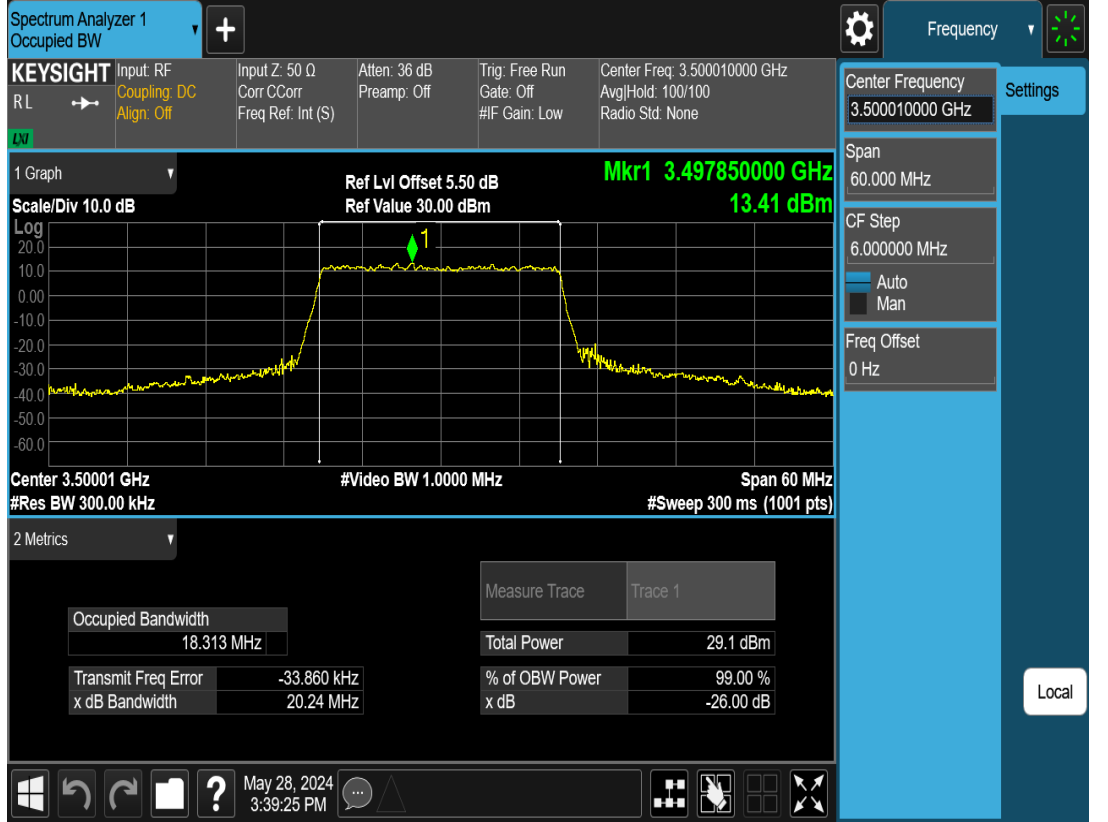 Spectrum Analyzer 1
Occupied BW
+
Frequency
KEYSIGHT
R L
LXI
Input: RF
Coupling: DC
Align: Off
Input Z: 50 Ω
Corr CCorr
Freq Ref: Int (S)
Atten: 36 dB
Preamp: Off
Trig: Free Run
Gate: Off
#IF Gain: Low
Center Freq: 3.500010000 GHz
Avg|Hold: 100/100
Radio Std: None
Center Frequency
3.500010000 GHz
Settings
Span
60.000 MHz
CF Step
6.000000 MHz
Auto
Man
Freq Offset
0 Hz
Local
1 Graph
Scale/Div 10.0 dB
Ref Lvl Offset 5.50 dB
Ref Value 30.00 dBm
Mkr1 3.497850000 GHz
13.41 dBm
Log
1
20.0
10.0
0.00
-10.0
-20.0
-30.0
-40.0
-50.0
-60.0
Center 3.50001 GHz
#Video BW 1.0000 MHz
Span 60 MHz
#Res BW 300.00 kHz
#Sweep 300 ms (1001 pts)
2 Metrics
Measure Trace Trace 1
Occupied Bandwidth
18.313 MHz
Total Power 29.1 dBm
Transmit Freq Error -33.860 kHz
% of OBW Power 99.00 %
x dB Bandwidth 20.24 MHz
x dB -26.00 dB
?
May 28, 2024
3:39:25 PM